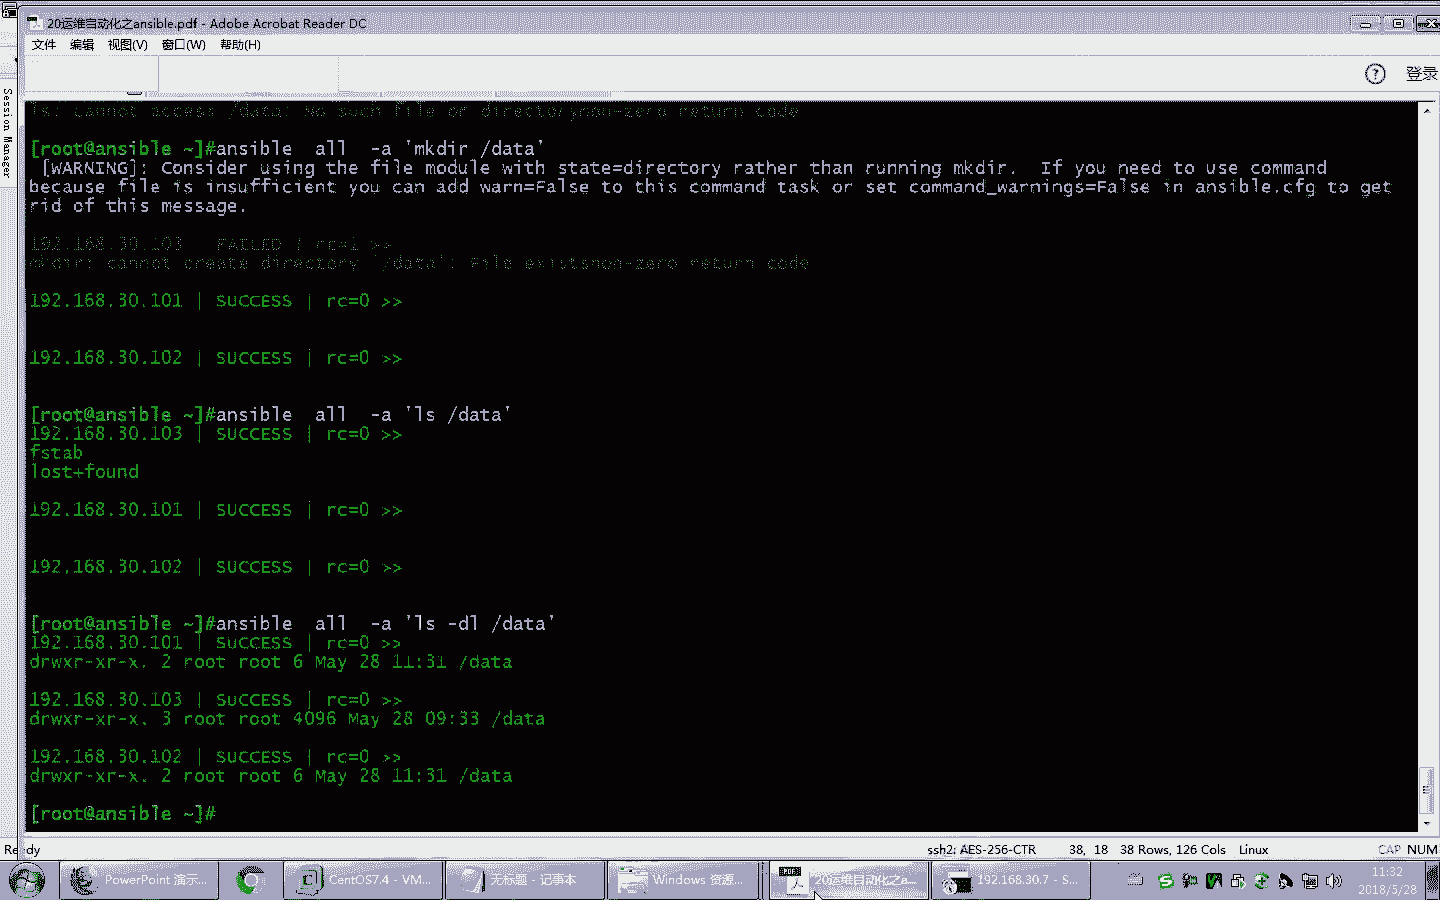 20运维自动化之ansible.pdf - Adobe Acrobat Reader DC
文件 编辑 视图(V) 窗口(W) 帮助(H)
? 登录
Session Manager
ls: cannot access /data: No such file or directorynon-zero return code
[root@ansible ~]#ansible  all  -a 'mkdir /data'
[WARNING]: Consider using the file module with state=directory rather than running mkdir.  If you need to use command
because file is insufficient you can add warn=False to this command task or set command_warnings=False in ansible.cfg to get
rid of this message.
192.168.30.103 | FAILED | rc=1 >>
mkdir: cannot create directory ‘/data’: File existsnon-zero return code
192.168.30.101 | SUCCESS | rc=0 >>
192.168.30.102 | SUCCESS | rc=0 >>
[root@ansible ~]#ansible  all  -a 'ls /data'
192.168.30.103 | SUCCESS | rc=0 >>
fstab
lost+found
192.168.30.101 | SUCCESS | rc=0 >>
192.168.30.102 | SUCCESS | rc=0 >>
[root@ansible ~]#ansible  all  -a 'ls -dl /data'
192.168.30.101 | SUCCESS | rc=0 >>
drwxr-xr-x. 2 root root 6 May 28 11:31 /data
192.168.30.103 | SUCCESS | rc=0 >>
drwxr-xr-x. 3 root root 4096 May 28 09:33 /data
192.168.30.102 | SUCCESS | rc=0 >>
drwxr-xr-x. 2 root root 6 May 28 11:31 /data
[root@ansible ~]#
Ready ssh2: AES-256-CTR 38, 18 38 Rows, 126 Cols Linux CAP NUM
PowerPoint 演示... CentOS7.4 - VM... 无标题 - 记事本 Windows 资源... 20运维自动化之a... 192.168.30.7 - S... 11:32
2018/5/28